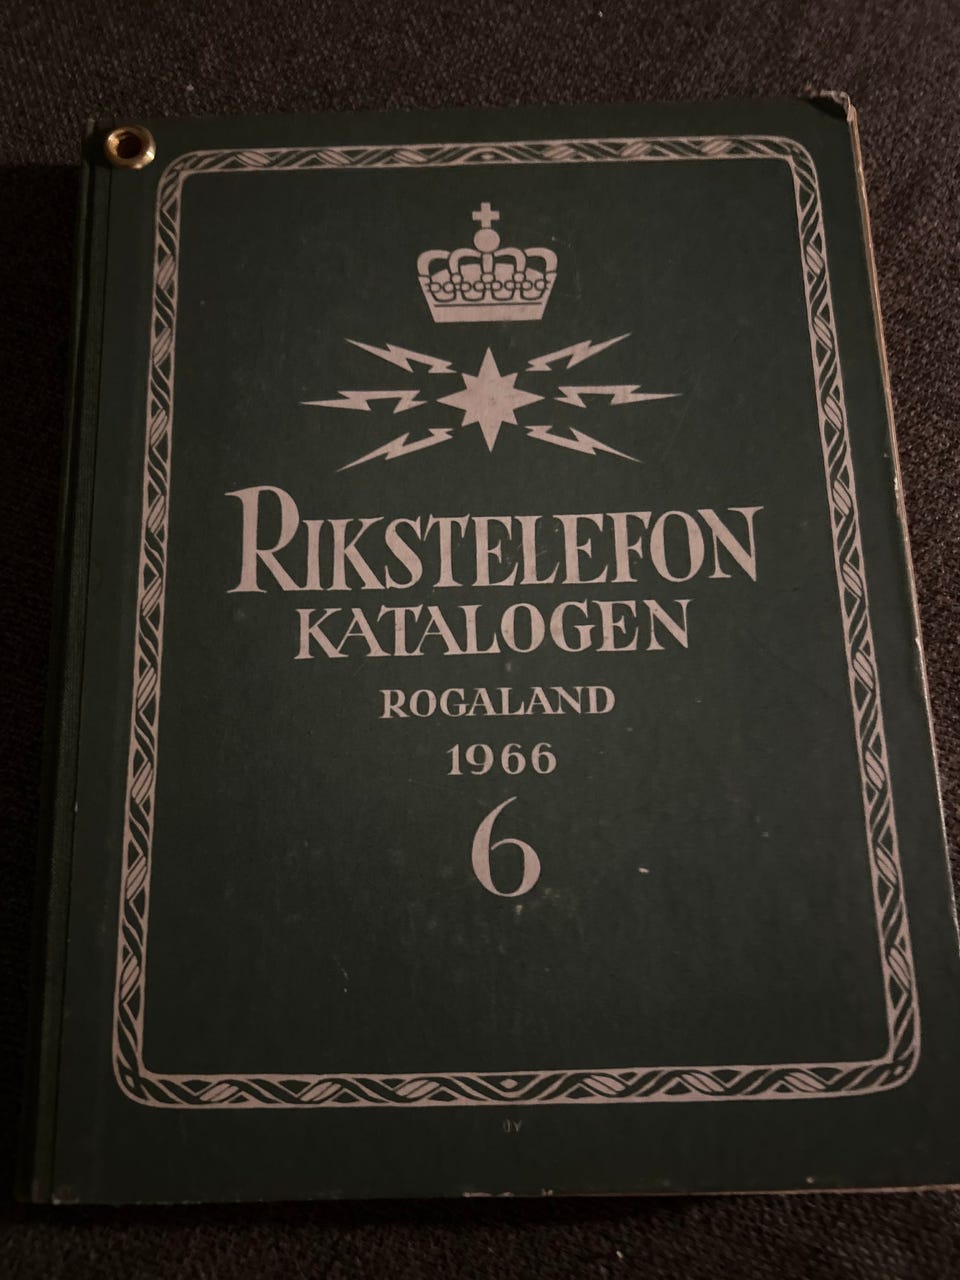 RIKSTELEFON
KATALOGEN
ROGALAND
1966
6